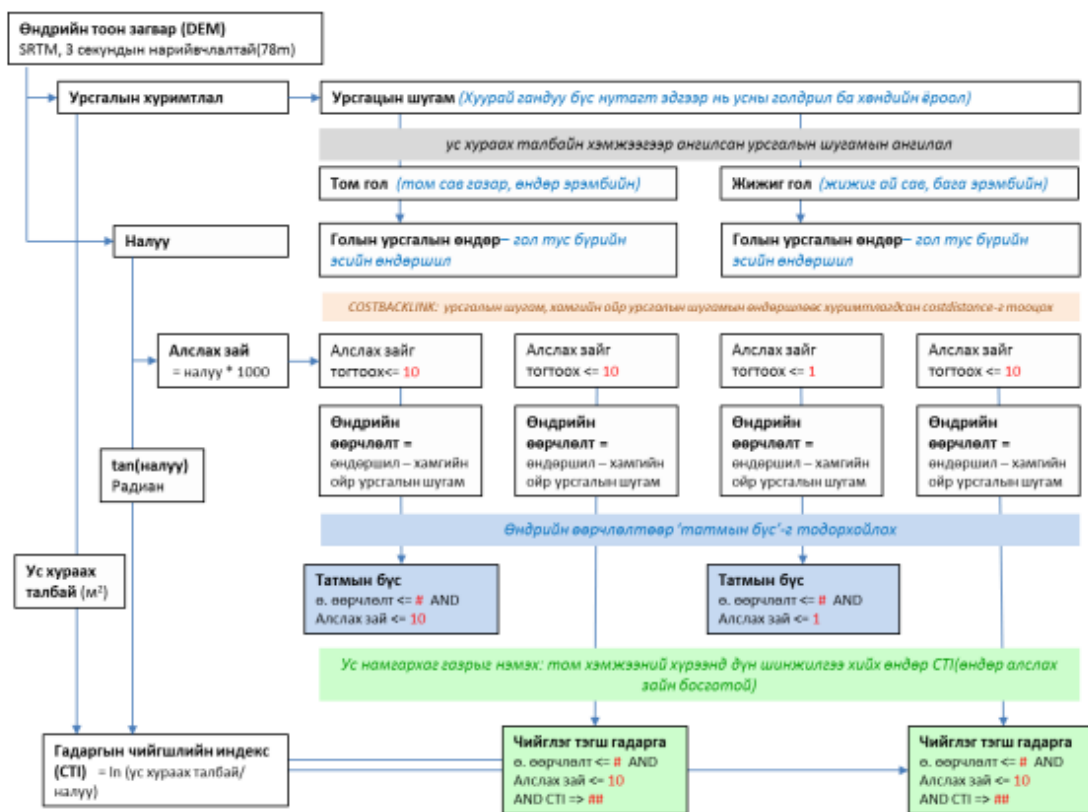 Өндрийн тоон загвар (DEM)
SRTM, 3 секундын нарийвчлалтай(78m)
Урсгалын хуримтлал
Урсгацын шугам (Хуурай гандуу бүс нутагт эдгээр нь усны голдрил ба хөндийн ёроол)
ус хураах талбайн хэмжээгээр ангилсан урсгалын шугамын ангилал
Том гол (том сав газар, өндөр эрэмбийн)
Жижиг гол (жижиг ай сав, бага эрэмбийн)
Налуу
Голын урсгалын өндөр– гол тус бүрийн
эсийн өндөршил
Голын урсгалын өндөр– гол тус бүрийн
эсийн өндөршил
COSTBACKLINK: урсгалын шугам, хамгийн ойр урсгалын шугамын өндөршлөөс хуримтлагдсан costdistance-г тооцох
Алслах зай
= налуу * 1000
Алслах зайг
тогтоох<= 10
Алслах зайг
тогтоох <= 10
Алслах зайг
тогтоох <= 1
Алслах зайг
тогтоох <= 10
Өндрийн
өөрчлөлт =
өндөршил – хамгийн
ойр урсгалын шугам
Өндрийн
өөрчлөлт =
өндөршил – хамгийн
ойр урсгалын шугам
Өндрийн
өөрчлөлт =
өндөршил – хамгийн
ойр урсгалын шугам
Өндрийн
өөрчлөлт =
өндөршил – хамгийн
ойр урсгалын шугам
tan(налуу)
Радиан
Өндрийн өөрчлөлтөөр ‘татмын бүс’-г тодорхойлох
Ус хураах
талбай (м²)
Татмын бүс
ө. өөрчлөлт <= # AND
Алслах зай <= 10
Татмын бүс
ө. өөрчлөлт <= # AND
Алслах зай <= 1
Ус намгархаг газрыг нэмэх: том хэмжээний хүрээнд дүн шинжилгээ хийх өндөр CTI(өндөр алслах
зайн босготой)
Гадаргын чийгшлийн индекс
(CTI) = ln (ус хураах талбай/
налуу)
Чийглэг тэгш гадарга
ө. өөрчлөлт <= # AND
Алслах зай <= 10
AND CTI => ##
Чийглэг тэгш гадарга
ө. өөрчлөлт <= # AND
Алслах зай <= 10
AND CTI => ##